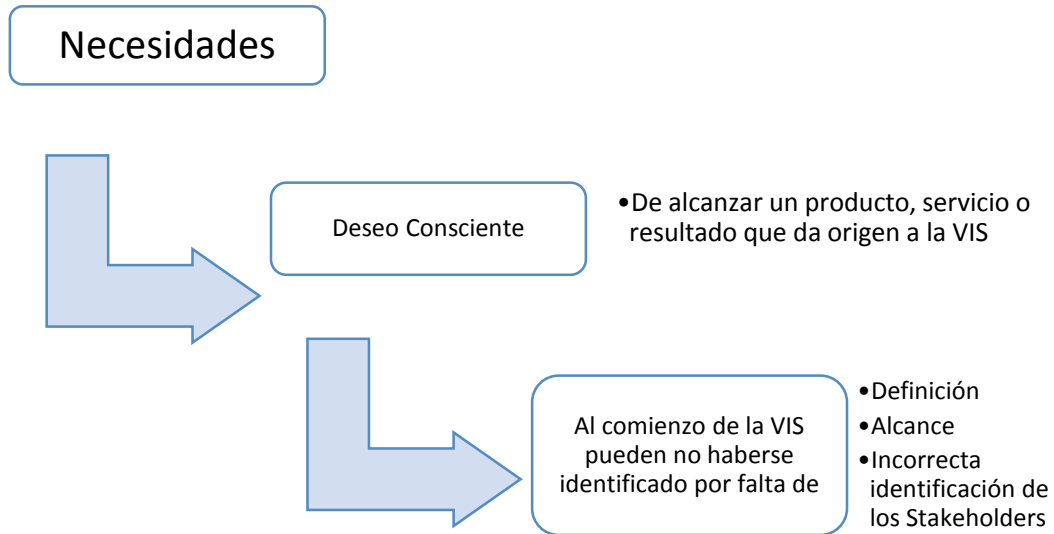 Necesidades
Deseo Consciente
•De alcanzar un producto, servicio o
resultado que da origen a la VIS
Al comienzo de la VIS
pueden no haberse
identificado por falta de
•Definición
•Alcance
•Incorrecta
identificación de
los Stakeholders